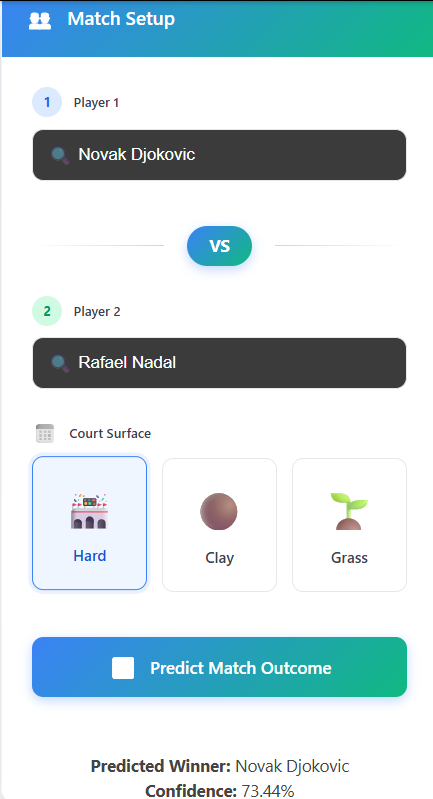 Match Setup
1 Player 1
Novak Djokovic
VS
2 Player 2
Rafael Nadal
Court Surface
Hard Clay Grass
Predict Match Outcome
Predicted Winner: Novak Djokovic
Confidence: 73.44%